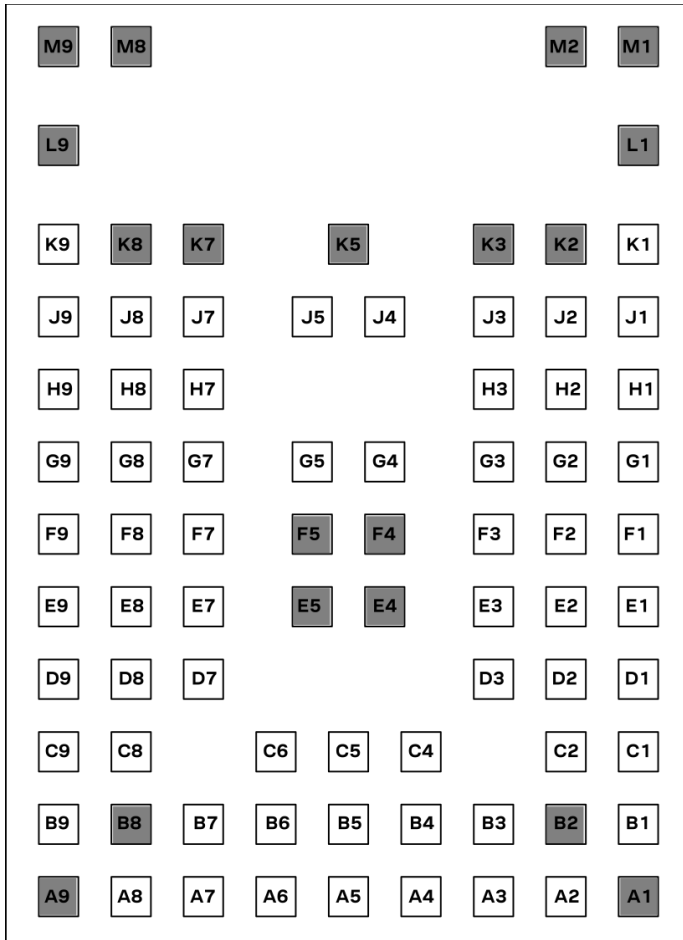 M9 M8 M2 M1
L9 L1
K9 K8 K7 K5 K3 K2 K1
J9 J8 J7 J5 J4 J3 J2 J1
H9 H8 H7 H3 H2 H1
G9 G8 G7 G5 G4 G3 G2 G1
F9 F8 F7 F5 F4 F3 F2 F1
E9 E8 E7 E5 E4 E3 E2 E1
D9 D8 D7 D3 D2 D1
C9 C8 C6 C5 C4 C2 C1
B9 B8 B7 B6 B5 B4 B3 B2 B1
A9 A8 A7 A6 A5 A4 A3 A2 A1